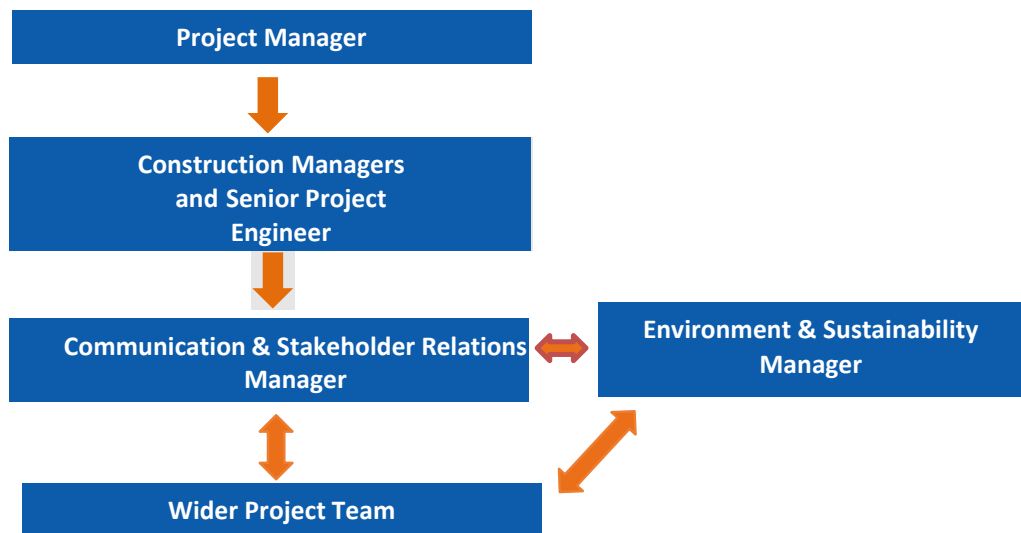 Project Manager
Construction Managers
and Senior Project
Engineer
Communication & Stakeholder Relations
Manager
Environment & Sustainability
Manager
Wider Project Team